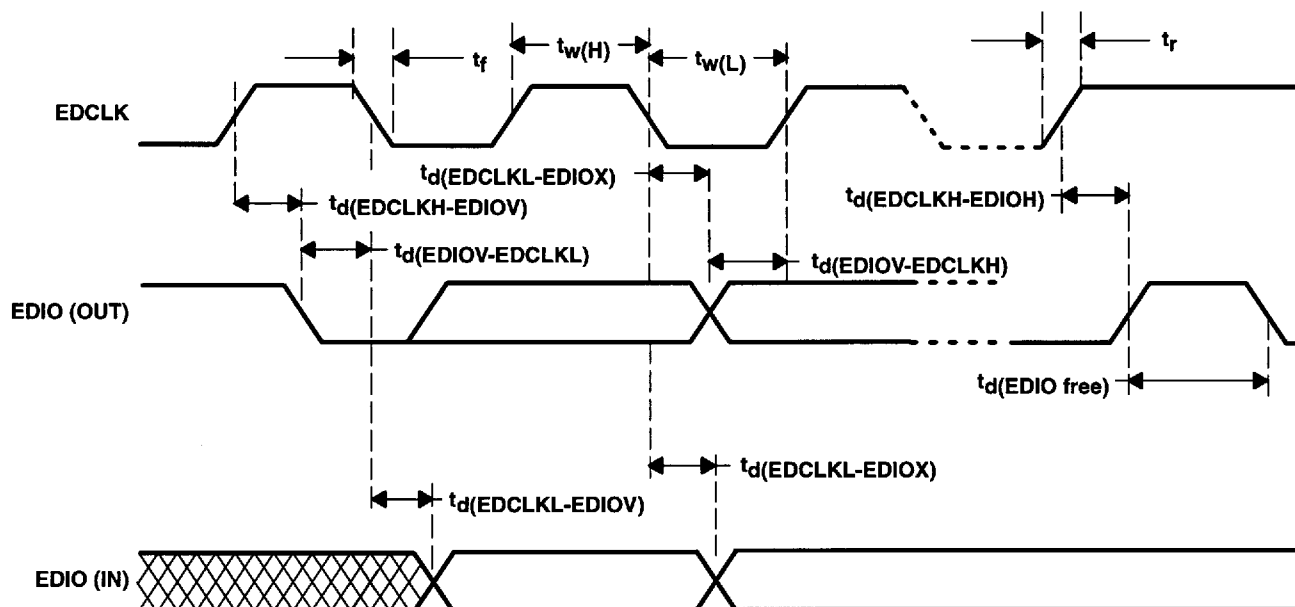 tf
tw(H)
tw(L)
tr
EDCLK
td(EDCLKL-EDIOX)
td(EDCLKH-EDIOV)
td(EDCLKH-EDIOH)
td(EDIOV-EDCLKL)
td(EDIOV-EDCLKH)
EDIO (OUT)
td(EDIO free)
td(EDCLKL-EDIOX)
td(EDCLKL-EDIOV)
EDIO (IN)